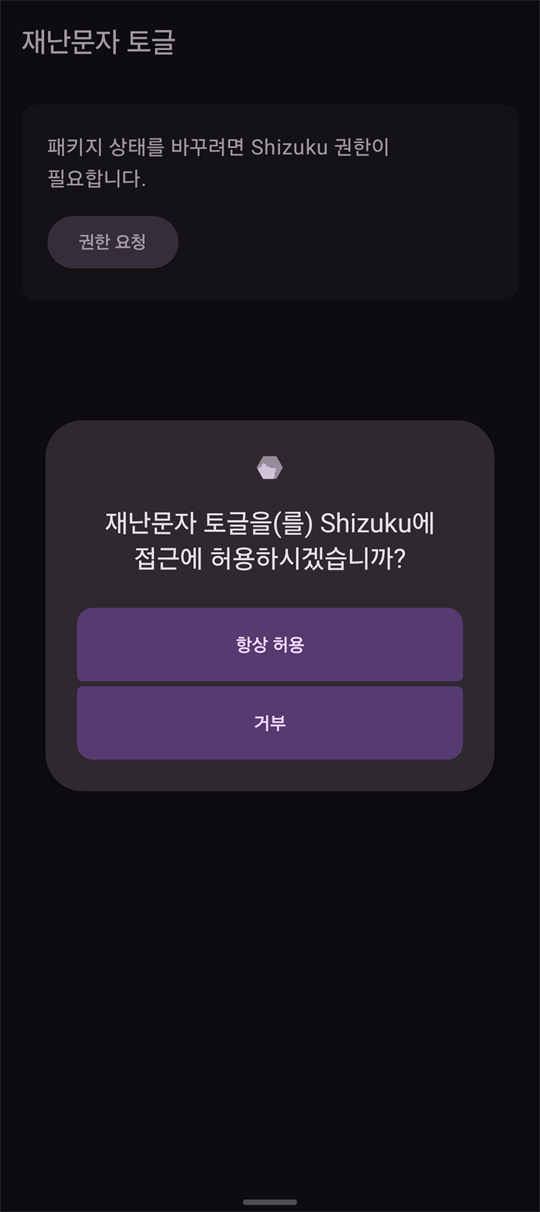 재난문자 토글
패키지 상태를 바꾸려면 Shizuku 권한이
필요합니다.
권한 요청
재난문자 토글을(를) Shizuku에
접근에 허용하시겠습니까?
항상 허용
거부